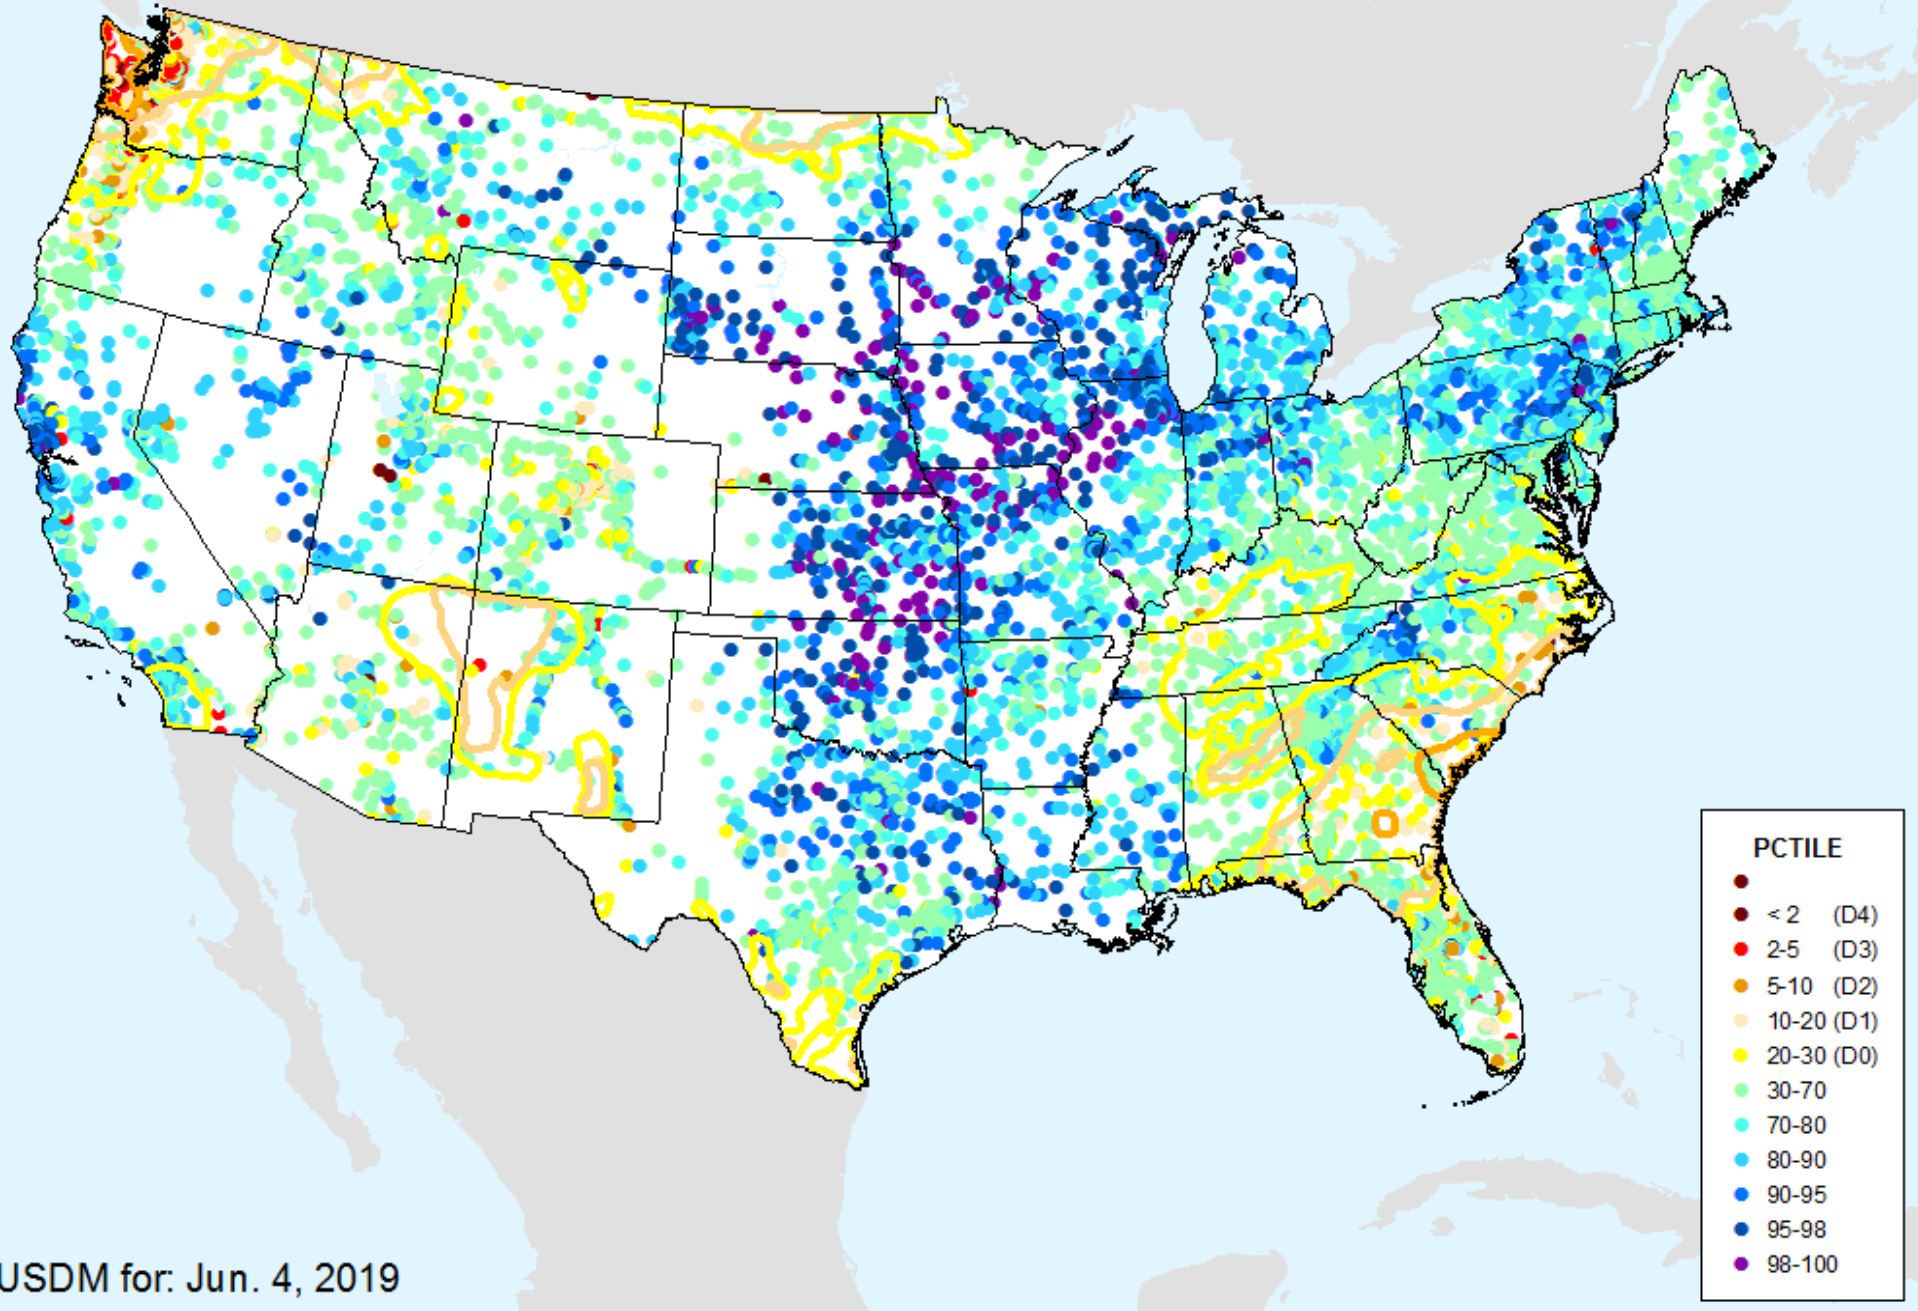 PCTILE
< 2 (D4)
2-5 (D3)
5-10 (D2)
10-20 (D1)
20-30 (D0)
30-70
70-80
80-90
90-95
95-98
98-100
USDM for: Jun. 4, 2019